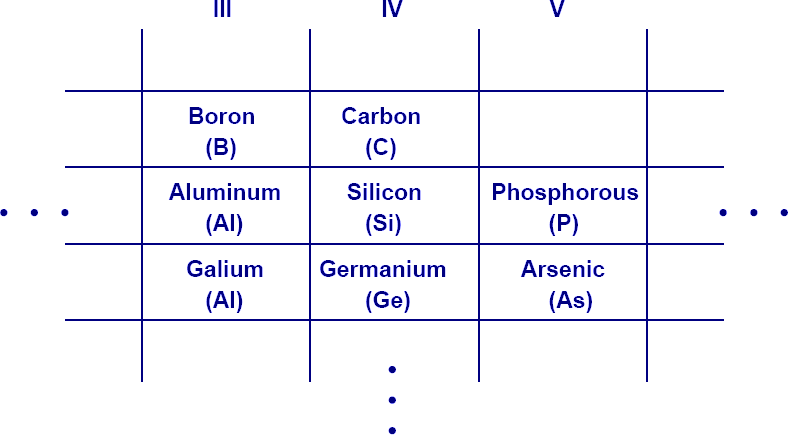 III IV V
Boron Carbon
(B) (C)
Aluminum Silicon Phosphorous
(Al) (Si) (P)
Galium Germanium Arsenic
(Al) (Ge) (As)